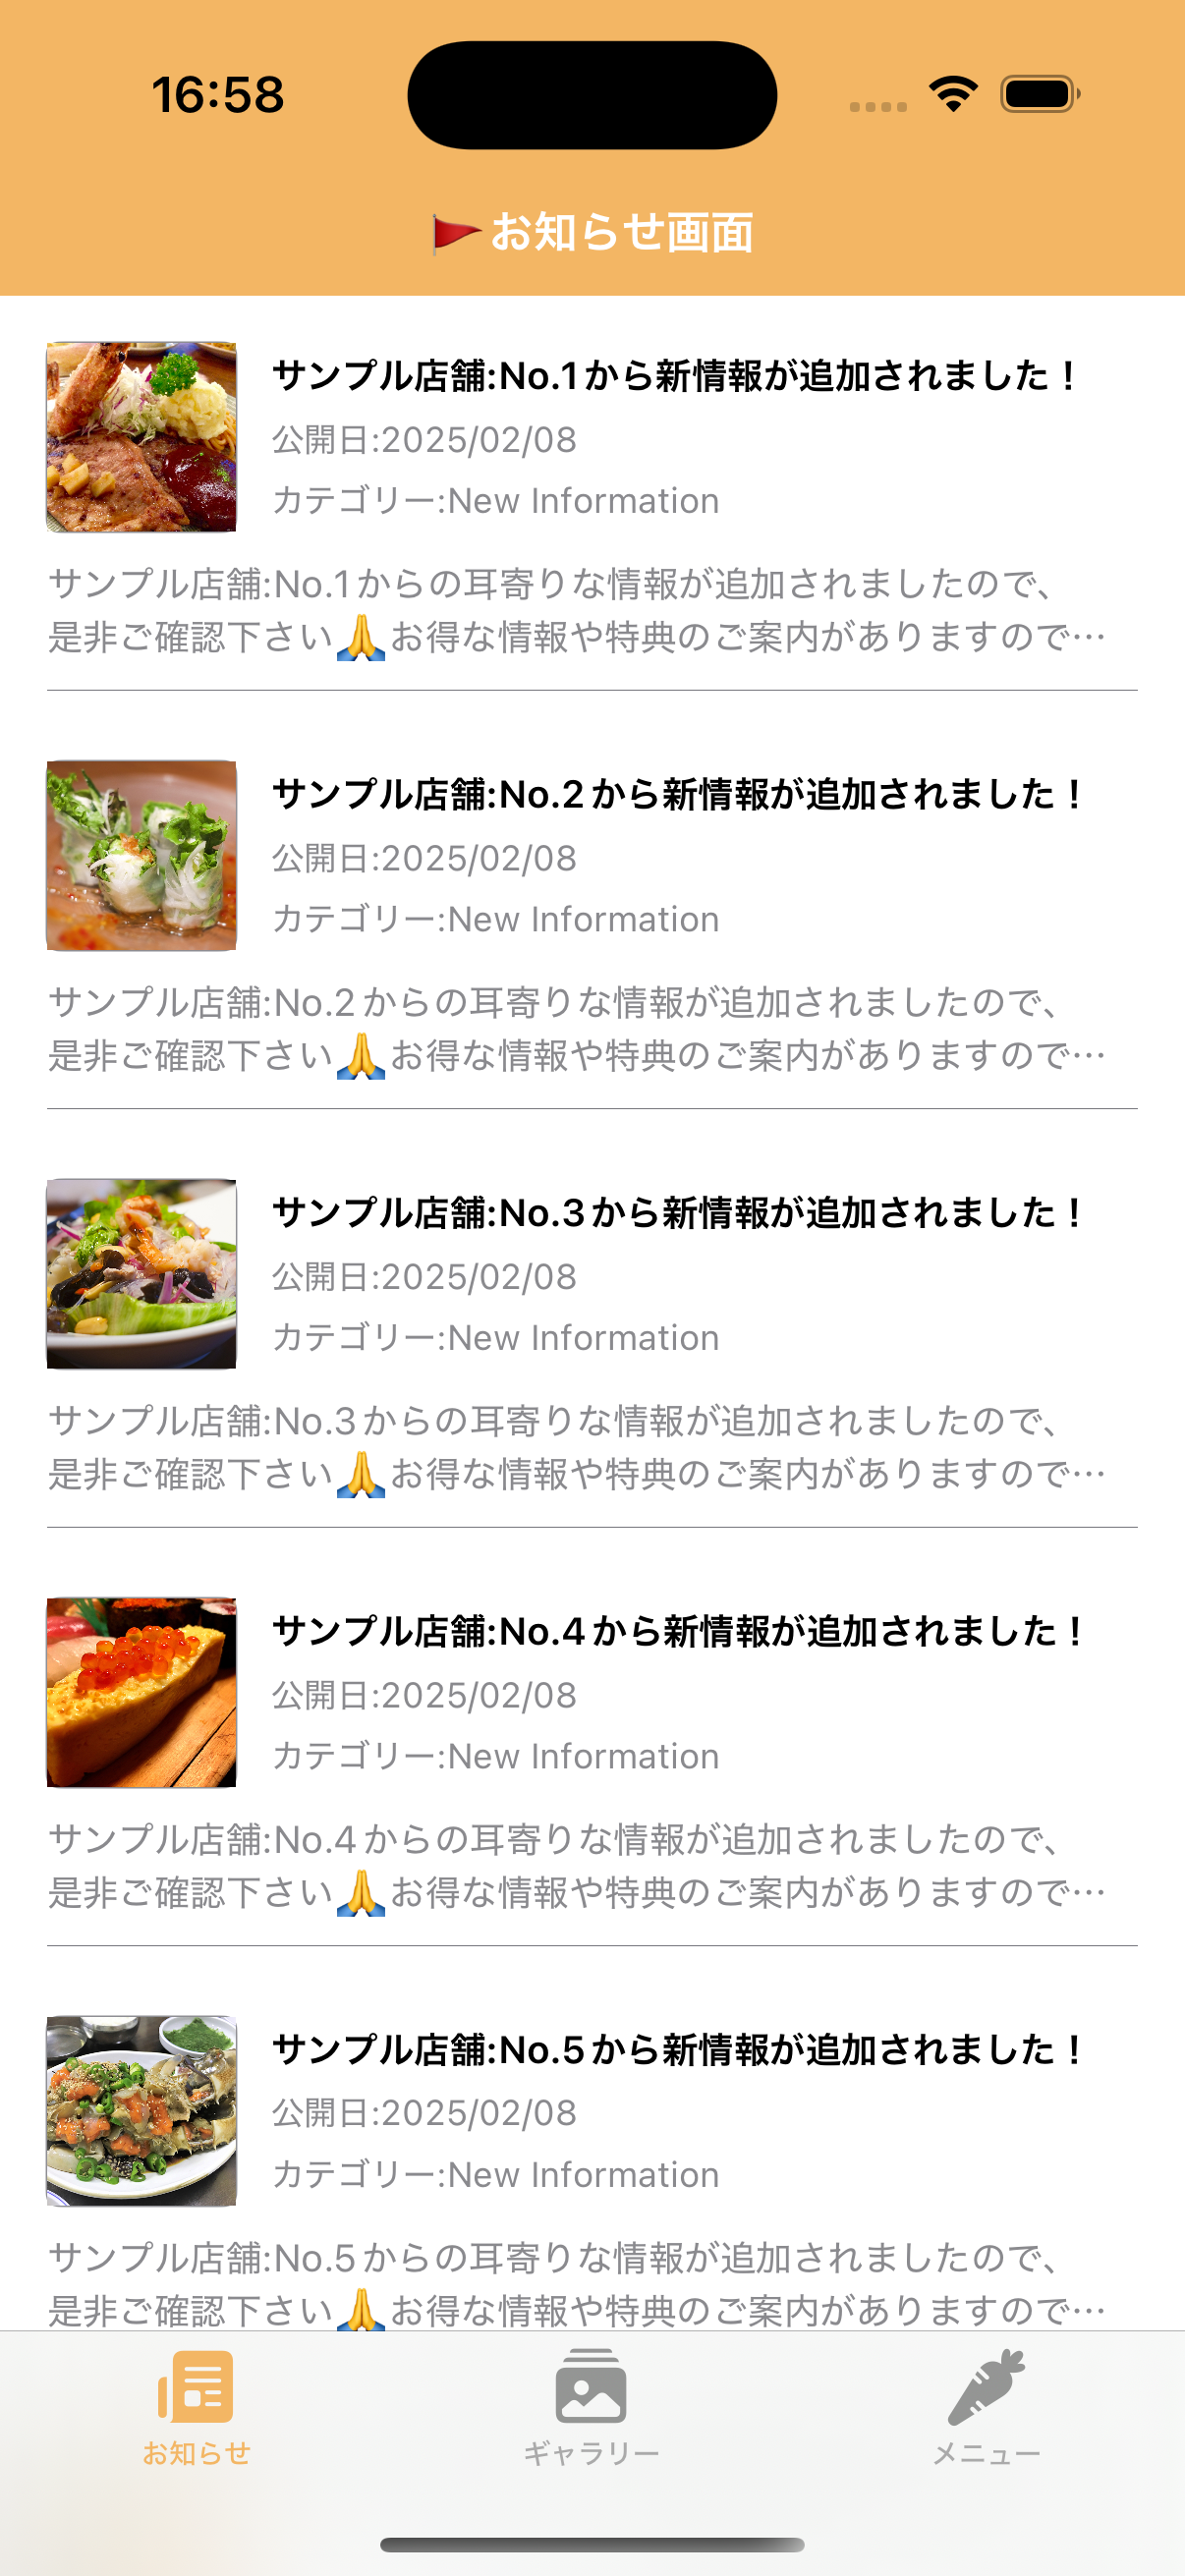 16:58
🚩お知らせ画面
サンプル店舗:No.1から新情報が追加されました！
公開日:2025/02/08
カテゴリー:New Information
サンプル店舗:No.1からの耳寄りな情報が追加されましたので、
是非ご確認下さい🙏お得な情報や特典のご案内がありますので…
サンプル店舗:No.2から新情報が追加されました！
公開日:2025/02/08
カテゴリー:New Information
サンプル店舗:No.2からの耳寄りな情報が追加されましたので、
是非ご確認下さい🙏お得な情報や特典のご案内がありますので…
サンプル店舗:No.3から新情報が追加されました！
公開日:2025/02/08
カテゴリー:New Information
サンプル店舗:No.3からの耳寄りな情報が追加されましたので、
是非ご確認下さい🙏お得な情報や特典のご案内がありますので…
サンプル店舗:No.4から新情報が追加されました！
公開日:2025/02/08
カテゴリー:New Information
サンプル店舗:No.4からの耳寄りな情報が追加されましたので、
是非ご確認下さい🙏お得な情報や特典のご案内がありますので…
サンプル店舗:No.5から新情報が追加されました！
公開日:2025/02/08
カテゴリー:New Information
サンプル店舗:No.5からの耳寄りな情報が追加されましたので、
是非ご確認下さい🙏お得な情報や特典のご案内がありますので…
お知らせ
ギャラリー
メニュー